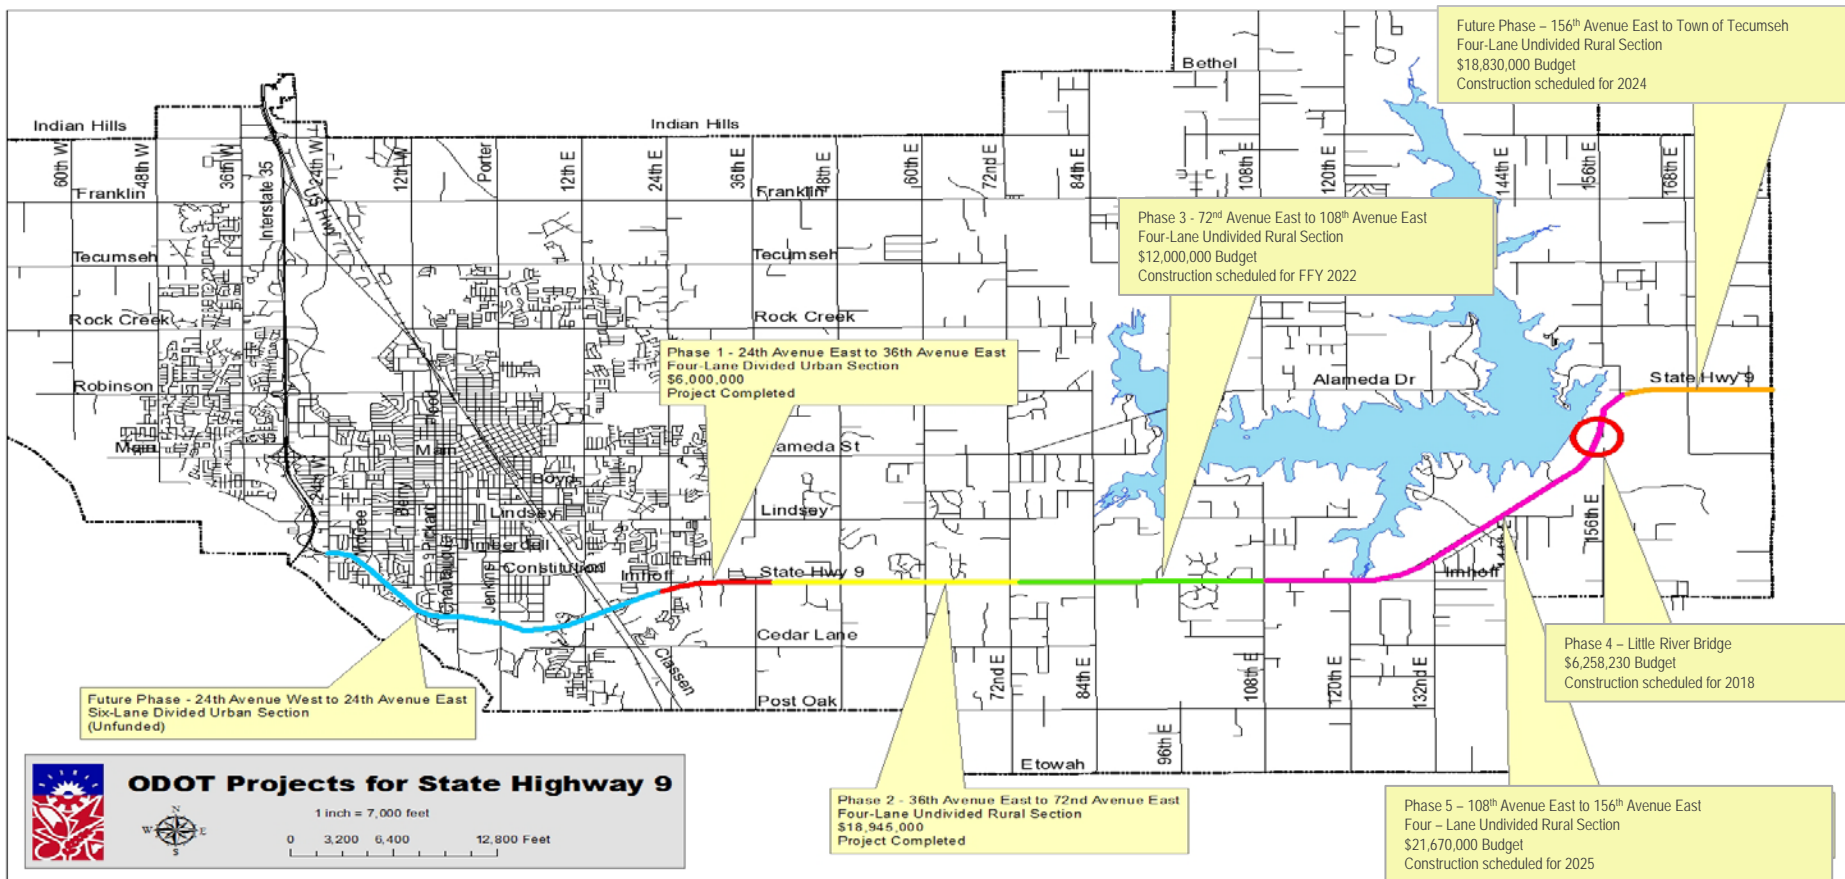 Future Phase – 156th Avenue East to Town of Tecumseh
Four-Lane Undivided Rural Section
$18,830,000 Budget
Construction scheduled for 2024
Bethel
Indian Hills
Indian Hills
60th W
48th W
36th W
Interstate 35
24th W
US Hwy 77
12th W
Porter
12th E
24th E
36th E
48th E
60th E
72nd E
84th E
108th E
120th E
144th E
156th E
168th E
Franklin
Franklin
Phase 3 - 72nd Avenue East to 108th Avenue East
Four-Lane Undivided Rural Section
$12,000,000 Budget
Construction scheduled for FFY 2022
Tecumseh
Tecumseh
Rock Creek
Rock Creek
Phase 1 - 24th Avenue East to 36th Avenue East
Four-Lane Divided Urban Section
$6,000,000
Project Completed
Robinson
Alameda Dr
State Hwy 9
Flood
Main
Main
Alameda St
24th W
Berry
Boyd
Lindsey
Lindsey
McGee
Pickard
Chautauqua
Timberdell
Jenkins
Constitution
Imhoff
State Hwy 9
Imhoff
156th E
Cedar Lane
Classen
Post Oak
72nd E
84th E
96th E
108th E
120th E
132nd E
Etowah
Phase 4 – Little River Bridge
$6,258,230 Budget
Construction scheduled for 2018
Future Phase - 24th Avenue West to 24th Avenue East
Six-Lane Divided Urban Section
(Unfunded)
ODOT Projects for State Highway 9
1 inch = 7,000 feet
N
W E
S
0 3,200 6,400 12,800 Feet
Phase 2 - 36th Avenue East to 72nd Avenue East
Four-Lane Undivided Rural Section
$18,945,000
Project Completed
Phase 5 – 108th Avenue East to 156th Avenue East
Four – Lane Undivided Rural Section
$21,670,000 Budget
Construction scheduled for 2025